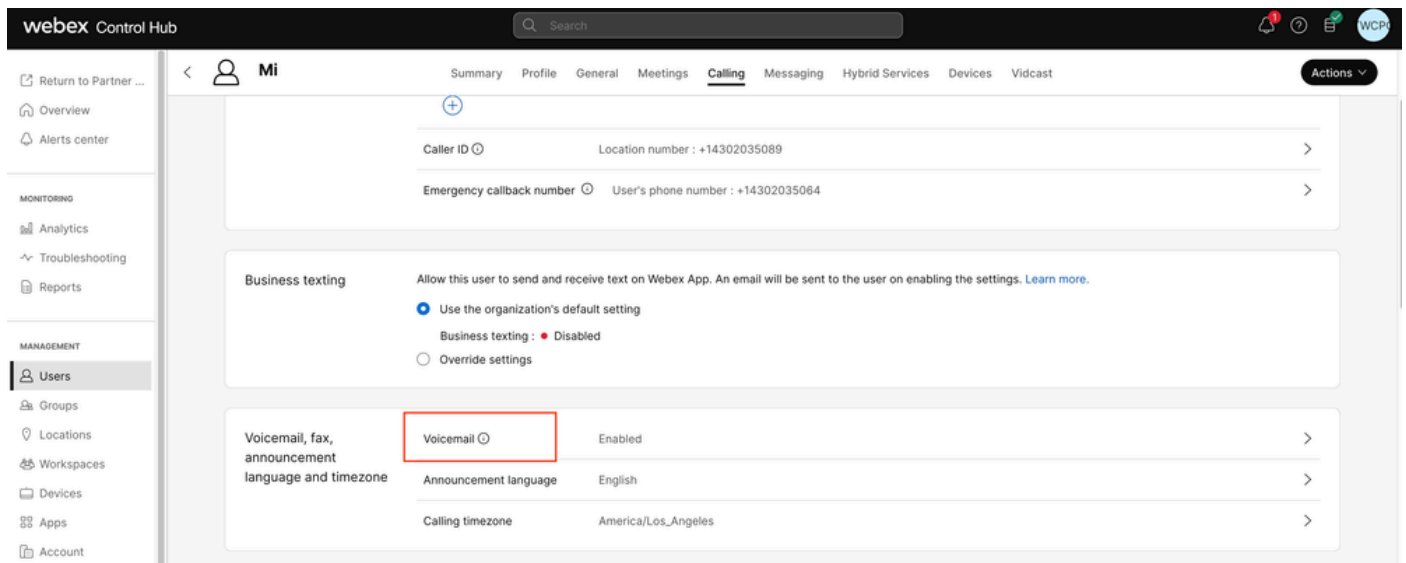 webex Control Hub
Search
Return to Partner ...
Overview
Alerts center
MONITORING
Analytics
Troubleshooting
Reports
MANAGEMENT
Users
Groups
Locations
Workspaces
Devices
Apps
Account
Mi
Summary Profile General Meetings Calling Messaging Hybrid Services Devices Vidcast
Actions
Caller ID Location number : +14302035089
Emergency callback number User's phone number : +14302035064
Business texting
Allow this user to send and receive text on Webex App. An email will be sent to the user on enabling the settings. Learn more.
Use the organization's default setting
Business texting : Disabled
Override settings
Voicemail, fax,
announcement
language and timezone
Voicemail Enabled
Announcement language English
Calling timezone America/Los_Angeles